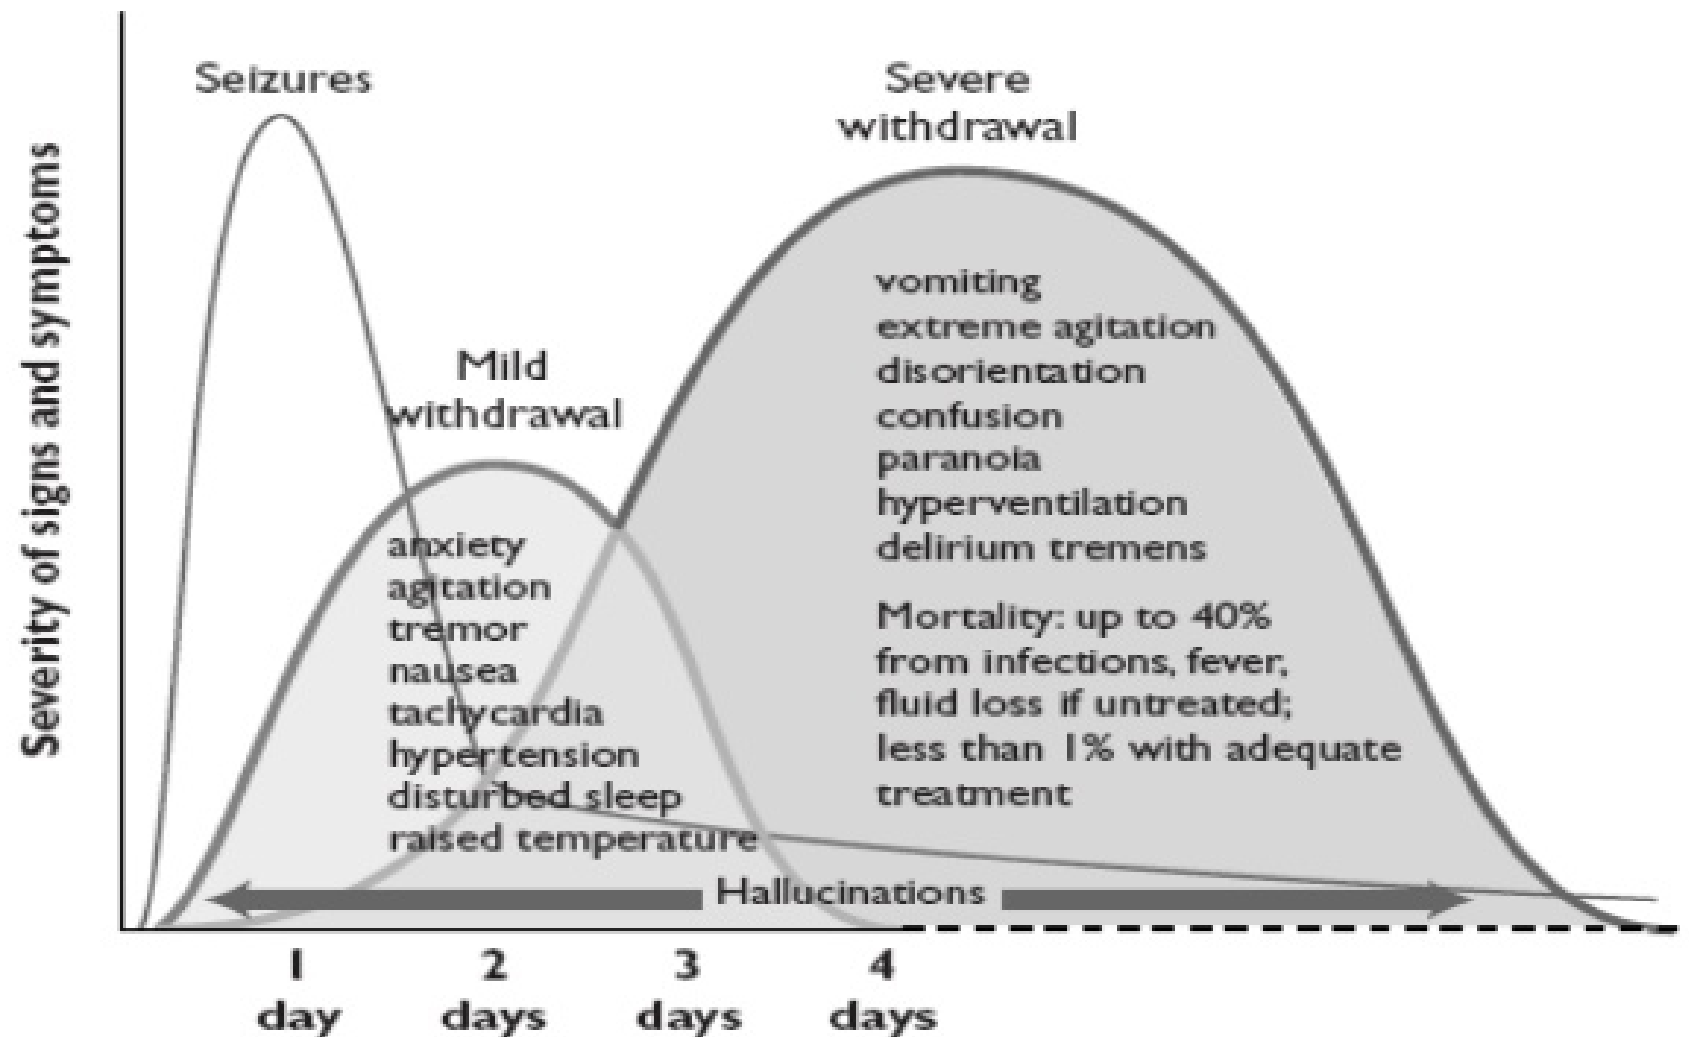 Severity of signs and symptoms
Seizures
Severe
withdrawal
Mild
withdrawal
anxiety
agitation
tremor
nausea
tachycardia
hypertension
disturbed sleep
raised temperature
vomiting
extreme agitation
disorientation
confusion
paranoia
hyperventilation
delirium tremens
Mortality: up to 40%
from infections, fever,
fluid loss if untreated;
less than 1% with adequate
treatment
Hallucinations
1 2 3 4
day days days days